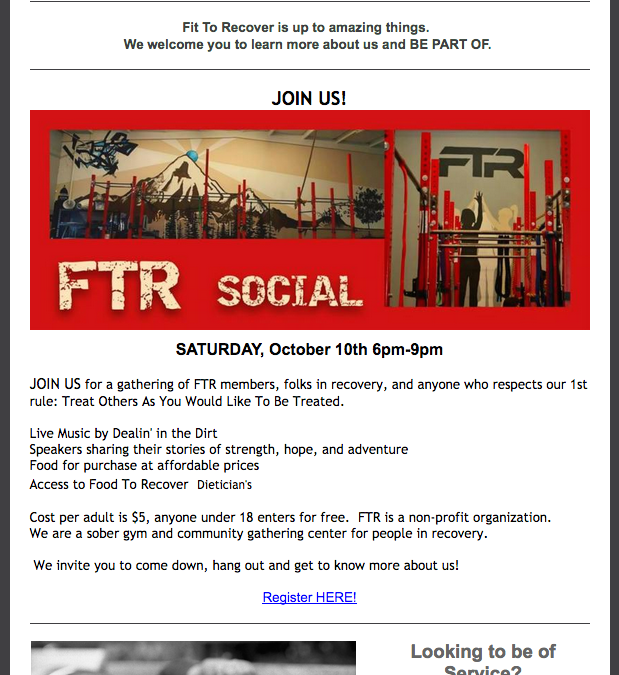 Fit To Recover is up to amazing things.
We welcome you to learn more about us and BE PART OF.
JOIN US!
FTR
FTR SOCIAL
SATURDAY, October 10th 6pm-9pm
JOIN US for a gathering of FTR members, folks in recovery, and anyone who respects our 1st
rule: Treat Others As You Would Like To Be Treated.
Live Music by Dealin' in the Dirt
Speakers sharing their stories of strength, hope, and adventure
Food for purchase at affordable prices
Access to Food To Recover Dietician's
Cost per adult is $5, anyone under 18 enters for free. FTR is a non-profit organization.
We are a sober gym and community gathering center for people in recovery.
We invite you to come down, hang out and get to know more about us!
Register HERE!
Looking to be of
Service?